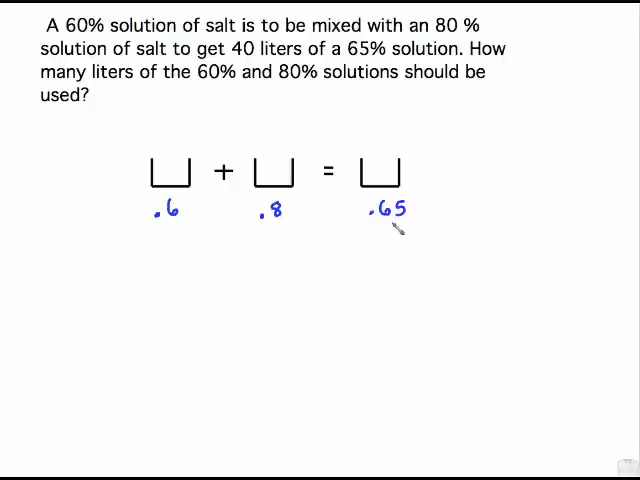 A 60% solution of salt is to be mixed with an 80 %
solution of salt to get 40 liters of a 65% solution. How
many liters of the 60% and 80% solutions should be
used?
+ =
.6 .8 .65